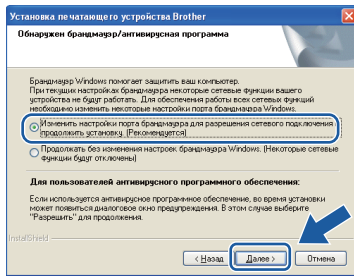 Установка печатающего устройства Brother
Обнаружен брандмауэр/антивирусная программа
Брандмауэр Windows помогает защитить ваш компьютер.
При текущих настройках брандмауэра некоторые сетевые функции вашего
устройства не будут работать. Для обеспечения работы всех сетевых функций
необходимо изменить некоторые настройки порта брандмауэра Windows.
Изменить настройки порта брандмауэра для разрешения сетевого подключения
продолжить установку. (Рекомендуется)
Продолжать без изменения настроек брандмауэра Windows. (Некоторые сетевые
функции будут отключены)
Для пользователей антивирусного программного обеспечения:
Если используется антивирусное программное обеспечение, во время установки
может появиться диалоговое окно предупреждения. В этом случае выберите
"Разрешить" для продолжения.
InstallShield
< Назад
Далее >
Отмена